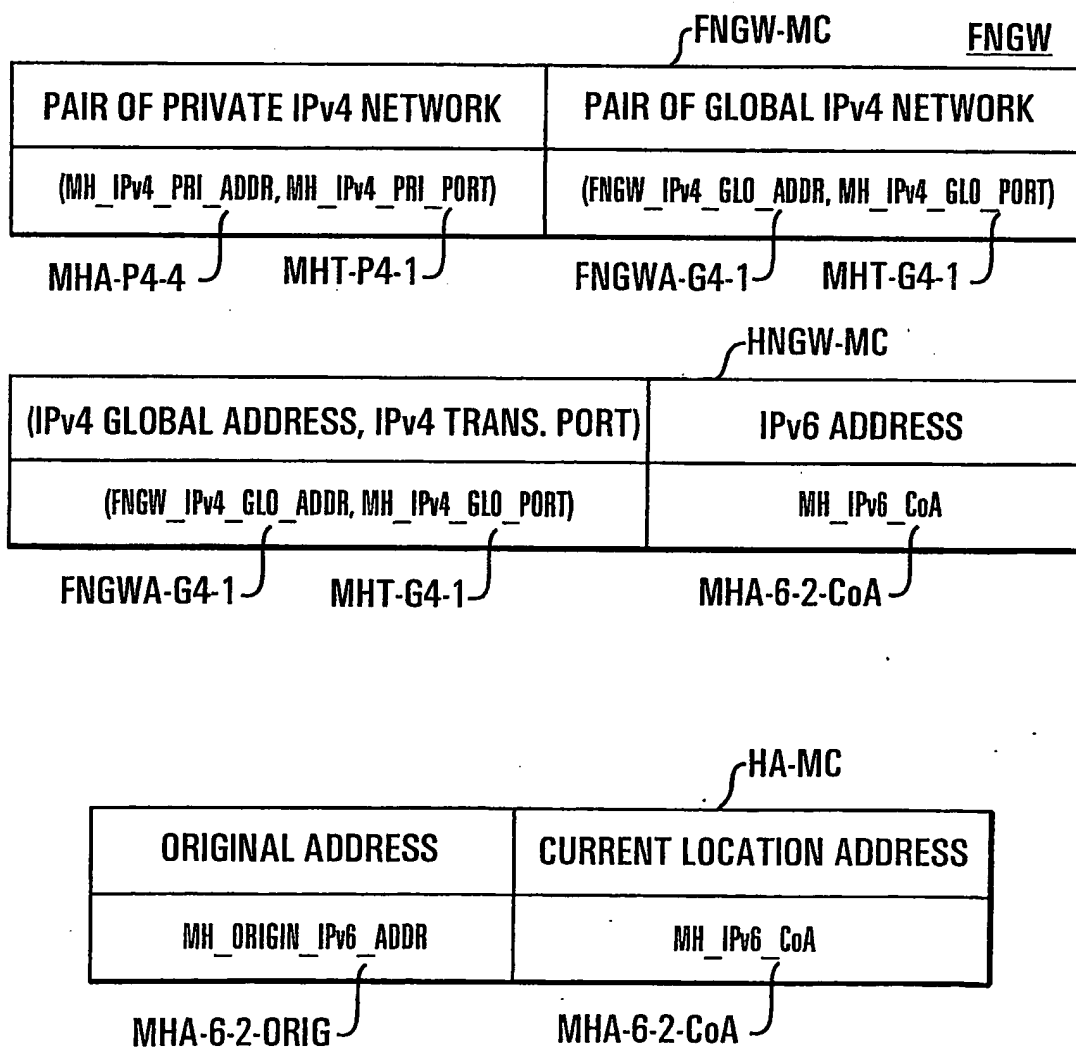 FNGW-MC FNGW
PAIR OF PRIVATE IPv4 NETWORK PAIR OF GLOBAL IPv4 NETWORK
(MH_IPv4_PRI_ADDR, MH_IPv4_PRI_PORT) (FNGW_IPv4_GLO_ADDR, MH_IPv4_GLO_PORT)
MHA-P4-4 MHT-P4-1 FNGWA-G4-1 MHT-G4-1
HNGW-MC
(IPv4 GLOBAL ADDRESS, IPv4 TRANS. PORT) IPv6 ADDRESS
(FNGW_IPv4_GLO_ADDR, MH_IPv4_GLO_PORT) MH_IPv6_CoA
FNGWA-G4-1 MHT-G4-1 MHA-6-2-CoA
HA-MC
ORIGINAL ADDRESS CURRENT LOCATION ADDRESS
MH_ORIGIN_IPv6_ADDR MH_IPv6_CoA
MHA-6-2-ORIG MHA-6-2-CoA